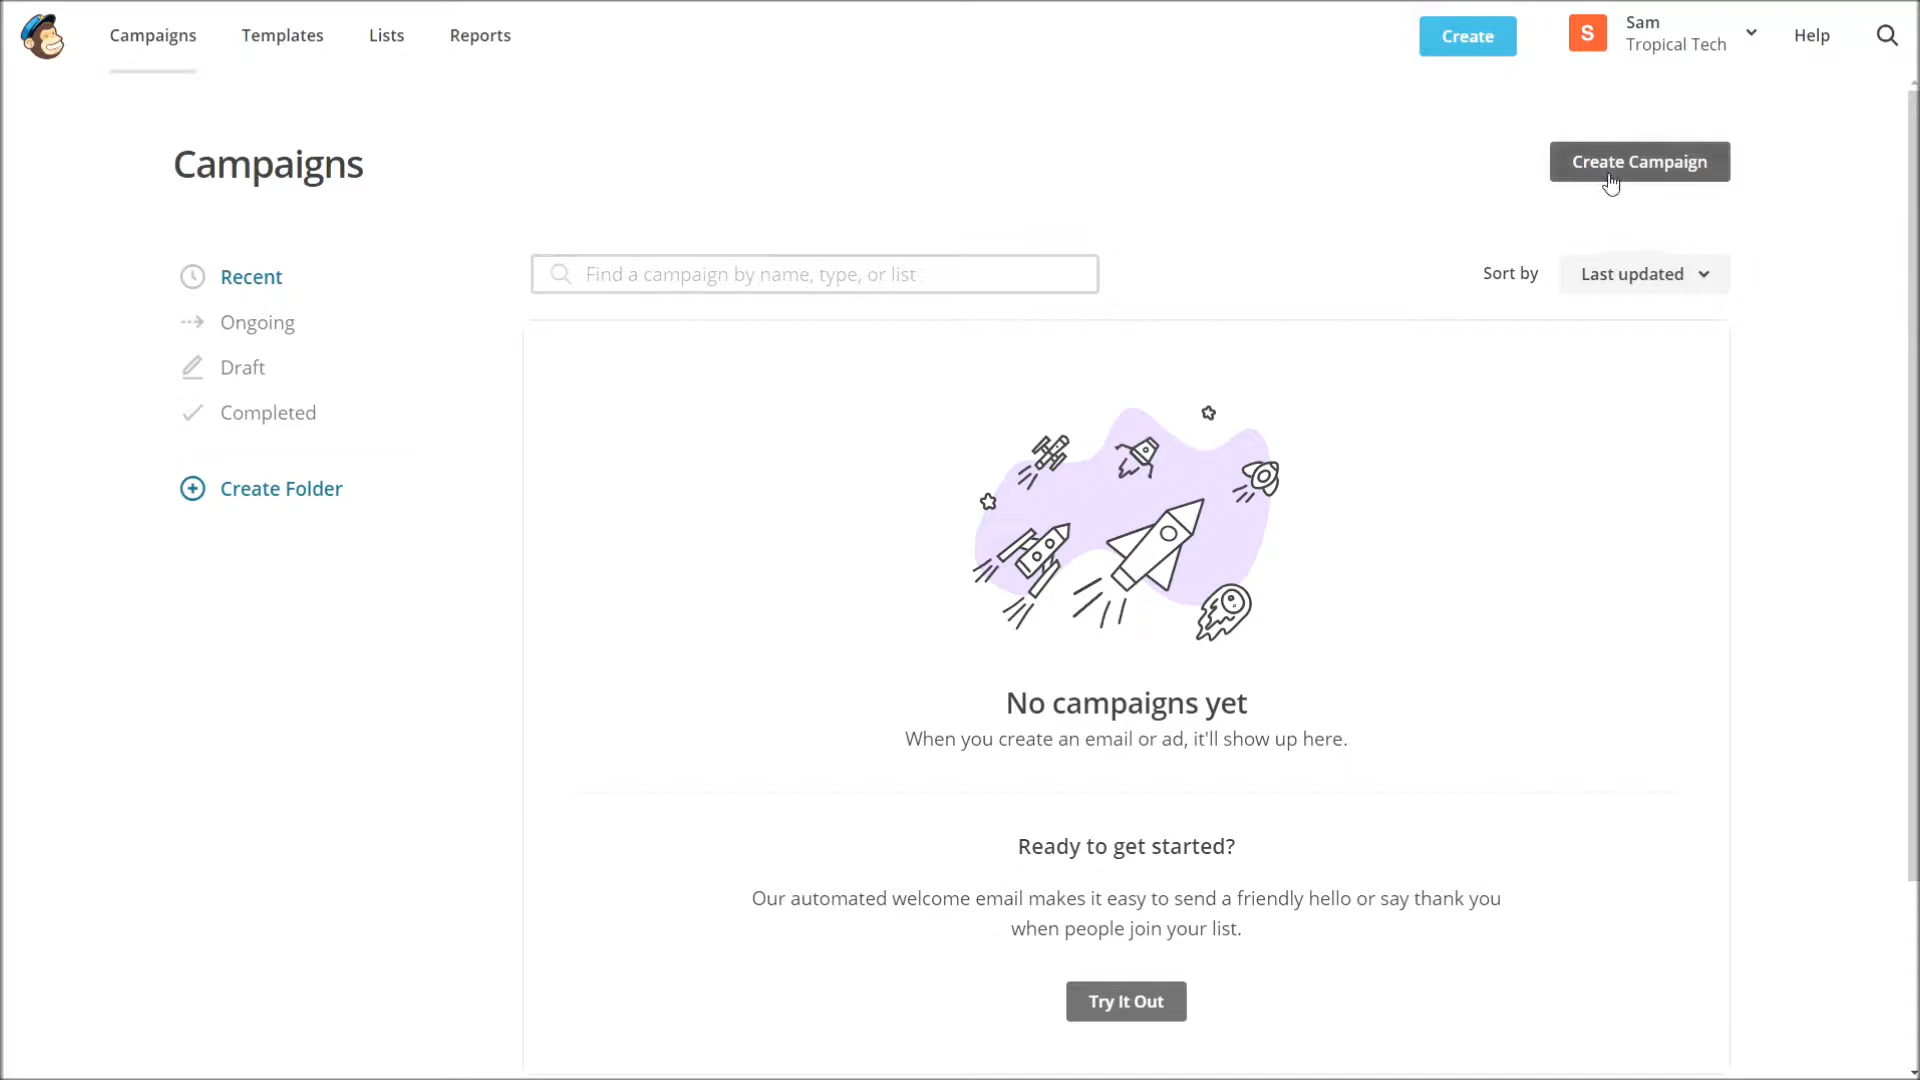 Campaigns
Templates
Lists
Reports
Create
S
Sam
Tropical Tech
Help
Campaigns
Create Campaign
Recent
Ongoing
Draft
Completed
Create Folder
Find a campaign by name, type, or list
Sort by
Last updated
No campaigns yet
When you create an email or ad, it'll show up here.
Ready to get started?
Our automated welcome email makes it easy to send a friendly hello or say thank you
when people join your list.
Try It Out